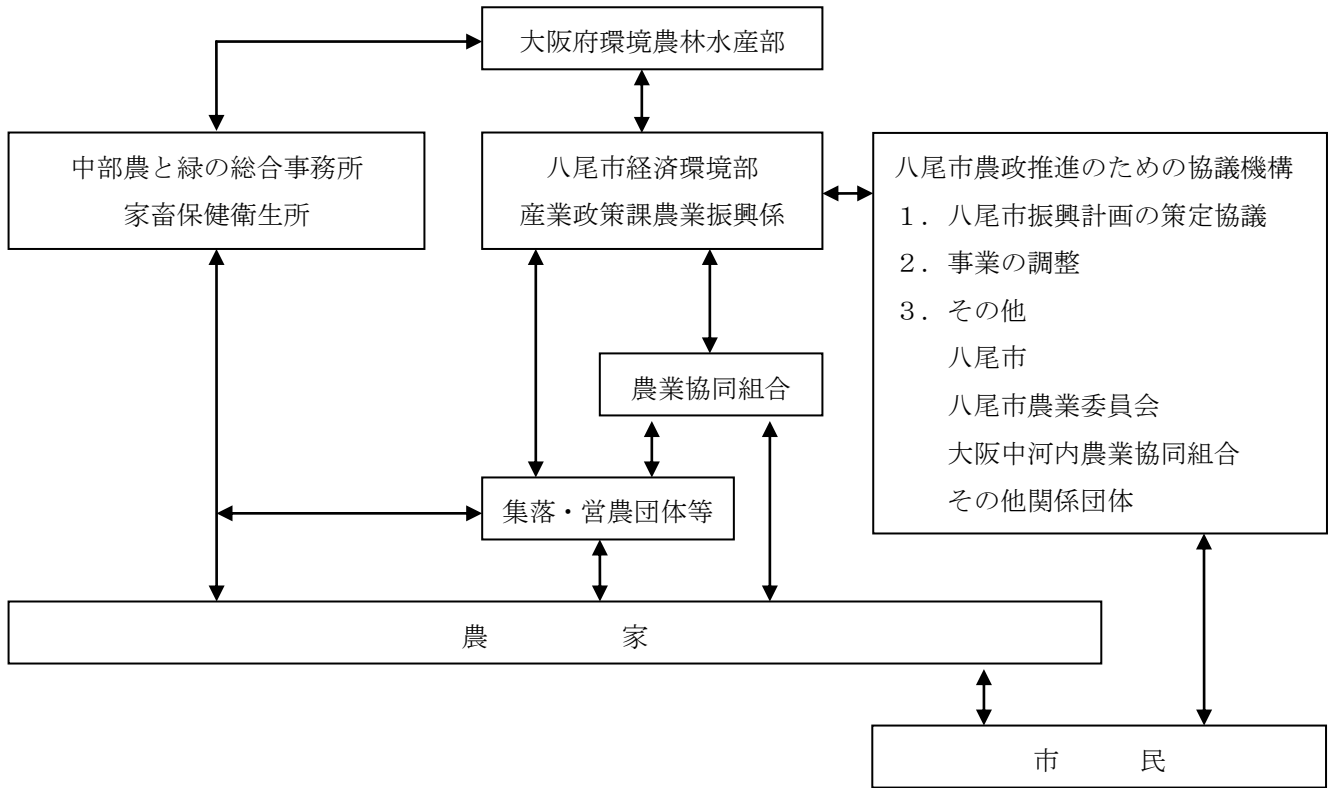 大阪府環境農林水産部
中部農と緑の総合事務所
家畜保健衛生所
八尾市経済環境部
産業政策課農業振興係
八尾市農政推進のための協議機構
１．八尾市振興計画の策定協議
２．事業の調整
３．その他
八尾市
八尾市農業委員会
大阪中河内農業協同組合
その他関係団体
農業協同組合
集落・営農団体等
農　　　　　家
市　　　民